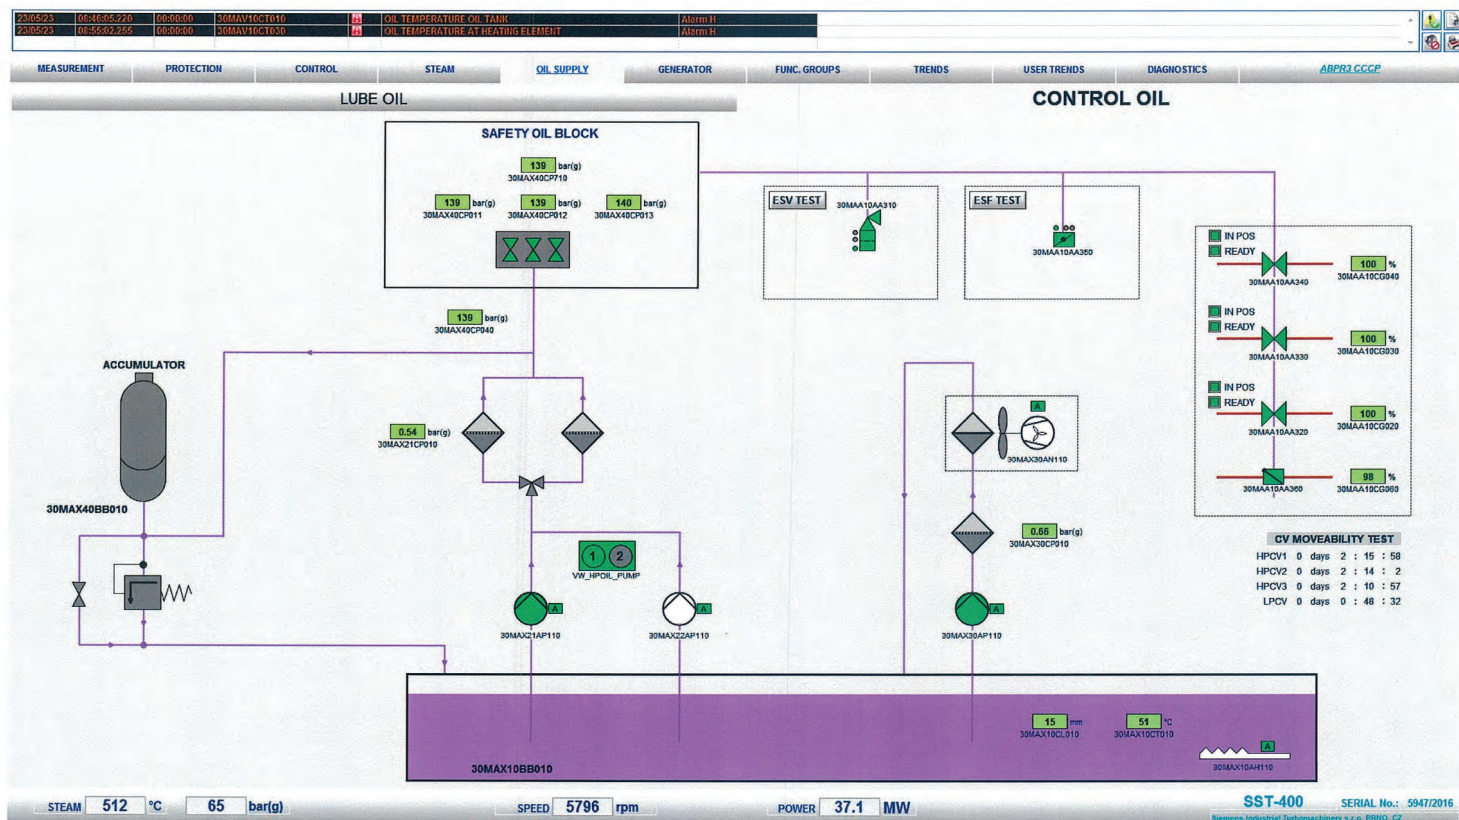 23/05/23 08:46:05.220 00:00:00 30MAV10CT010 OIL TEMPERATURE OIL TANK Alarm H
23/05/23 08:55:02.255 00:00:00 30MAX10CT030 OIL TEMPERATURE AT HEATING ELEMENT Alarm H
MEASUREMENT PROTECTION CONTROL STEAM OIL SUPPLY GENERATOR FUNC. GROUPS TRENDS USER TRENDS DIAGNOSTICS ABPR3 CCCP
LUBE OIL CONTROL OIL
SAFETY OIL BLOCK
139 bar(g)
30MAX40CP710
139 bar(g) 139 bar(g) 140 bar(g)
30MAX40CP011 30MAX40CP012 30MAX40CP013
139 bar(g)
30MAX40CP040
ESV TEST
30MAA10AA310
ESF TEST
30MAA10AA350
IN POS
READY
100 %
30MAA10AA340 30MAA10CG040
IN POS
READY
100 %
30MAA10AA330 30MAA10CG030
IN POS
READY
100 %
30MAA10AA320 30MAA10CG020
98 %
30MAA10AA360 30MAA10CG060
ACCUMULATOR
30MAX40BB010
0.54 bar(g)
30MAX21CP010
A
30MAX30AN110
0.66 bar(g)
30MAX30CP010
1 2
VW_HPOIL_PUMP
A A A
30MAX21AP110 30MAX22AP110 30MAX30AP110
CV MOVEABILITY TEST
HPCV1 0 days 2 : 15 : 58
HPCV2 0 days 2 : 14 : 2
HPCV3 0 days 2 : 10 : 57
LPCV 0 days 0 : 48 : 32
15 mm 51 °C
30MAX10CL010 30MAX10CT010
A
30MAX10AH110
30MAX10BB010
STEAM 512 °C 65 bar(g) SPEED 5796 rpm POWER 37.1 MW SST-400 SERIAL No.: 5947/2016
Siemens Industrial Turbomachinery s.r.o. BRNO, CZ